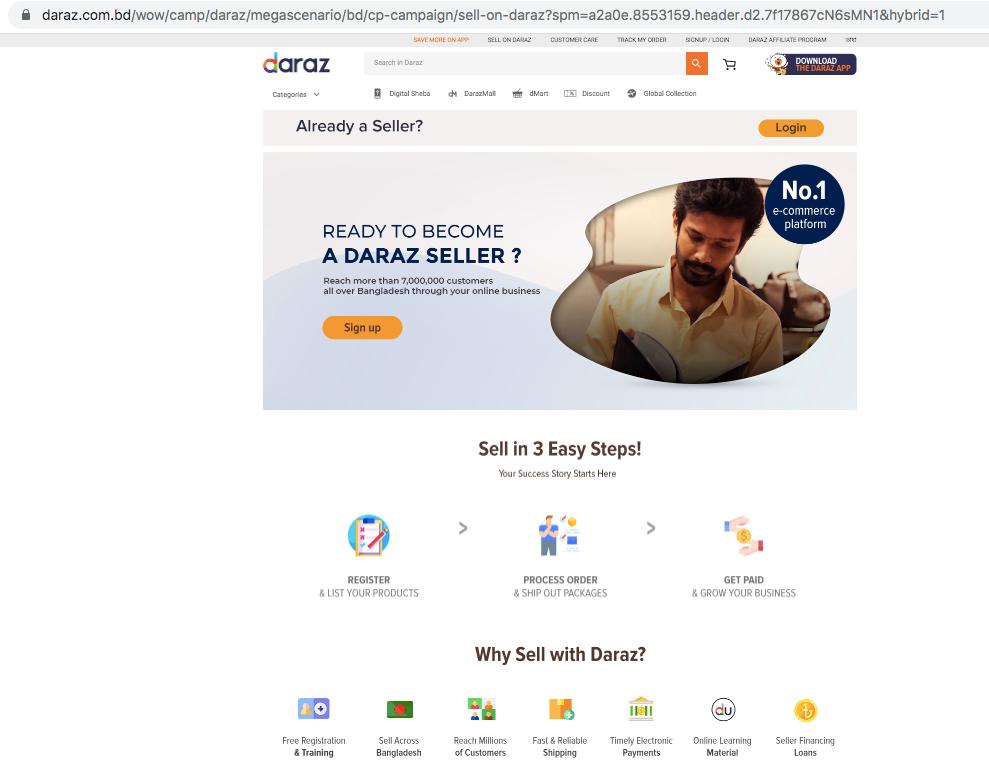 daraz.com.bd/wow/camp/daraz/megascenario/bd/cp-campaign/sell-on-daraz?spm=a2a0e.8553159.header.d2.7f17867cN6sMN1&hybrid=1
SAVE MORE ON APP SELL ON DARAZ CUSTOMER CARE TRACK MY ORDER SIGNUP / LOGIN DARAZ AFFILIATE PROGRAM
daraz Search in Daraz DOWNLOAD
THE DARAZ APP
Categories Digital Sheba DarazMall dMart Discount Global Collection
Already a Seller? Login
No.1
e-commerce
platform
READY TO BECOME
A DARAZ SELLER ?
Reach more than 7,000,000 customers
all over Bangladesh through your online business
Sign up
Sell in 3 Easy Steps!
Your Success Story Starts Here
> >
REGISTER PROCESS ORDER GET PAID
& LIST YOUR PRODUCTS & SHIP OUT PACKAGES & GROW YOUR BUSINESS
Why Sell with Daraz?
du ৳
Free Registration Sell Across Reach Millions Fast & Reliable Timely Electronic Online Learning Seller Financing
& Training Bangladesh of Customers Shipping Payments Material Loans